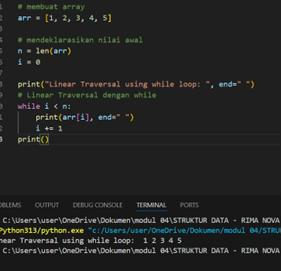 # membuat array
arr = [1, 2, 3, 4, 5]
# mendeklarasikan nilai awal
n = len(arr)
i = 0
print("Linear Traversal using while loop: ", end=" ")
# Linear Traversal dengan while
while i < n:
print(arr[i], end=" ")
i += 1
print()
OUTPUT DEBUG CONSOLE TERMINAL PORTS
C:\Users\user\OneDrive\Dokumen\modul 04\STRUKTUR DATA - RIMA NOVA
Python313/python.exe "c:/Users/user/OneDrive/Dokumen/modul 04/STRU
near Traversal using while loop: 1 2 3 4 5
C:\Users\user\OneDrive\Dokumen\modul 04\STRUKTUR DATA - RIMA NOVA